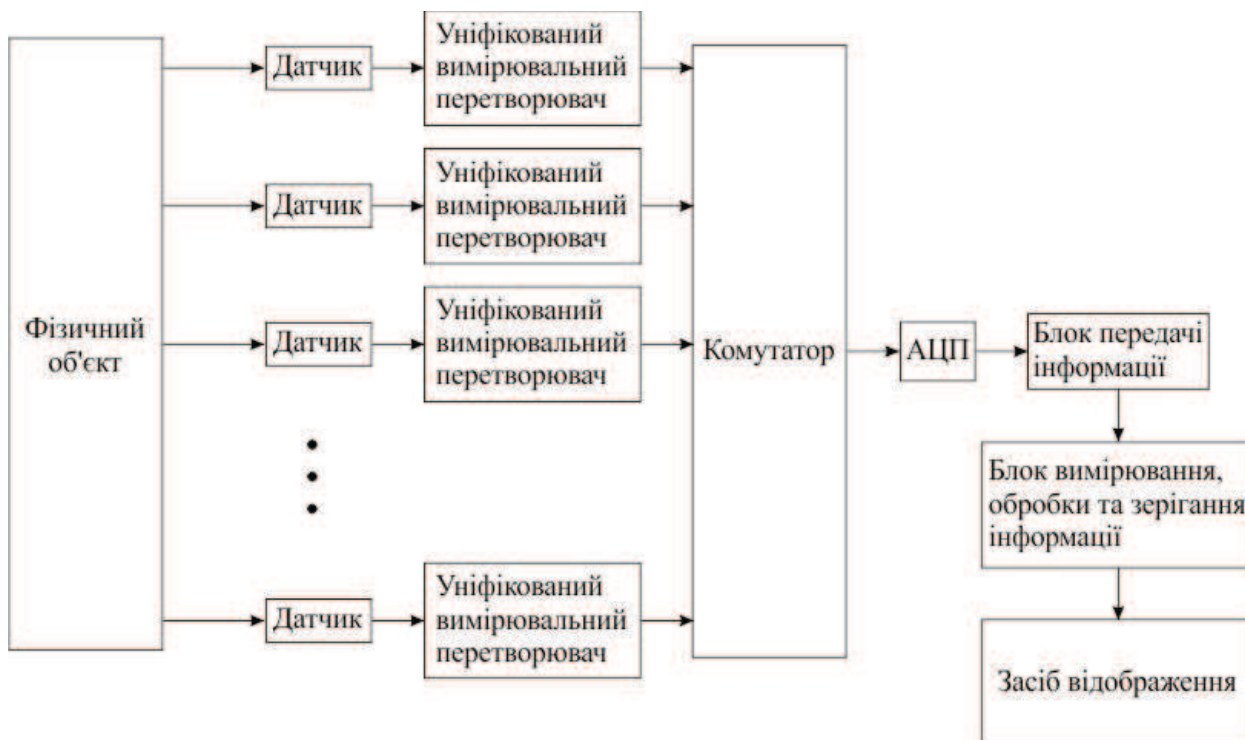 Фізичний
об'єкт
Датчик
Уніфікований
вимірювальний
перетворювач
Датчик
Уніфікований
вимірювальний
перетворювач
Датчик
Уніфікований
вимірювальний
перетворювач
Датчик
Уніфікований
вимірювальний
перетворювач
Комутатор
АЦП
Блок передачі
інформації
Блок вимірювання,
обробки та зерігання
інформації
Засіб відображення